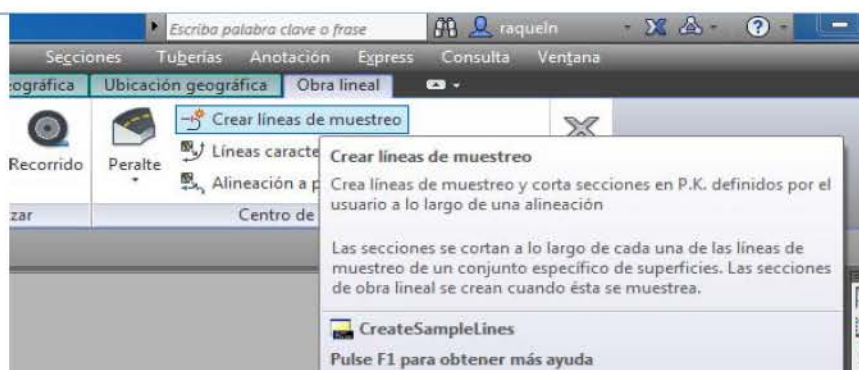 Escriba palabra clave o frase raqueln
Secciones Tuberías Anotación Express Consulta Ventana
ográfica Ubicación geográfica Obra lineal
Crear líneas de muestreo
Recorrido Peralte Líneas caracte
Alineación a p
zar Centro de
Crear líneas de muestreo
Crea líneas de muestreo y corta secciones en P.K. definidos por el
usuario a lo largo de una alineación
Las secciones se cortan a lo largo de cada una de las líneas de
muestreo de un conjunto específico de superficies. Las secciones
de obra lineal se crean cuando ésta se muestrea.
CreateSampleLines
Pulse F1 para obtener más ayuda